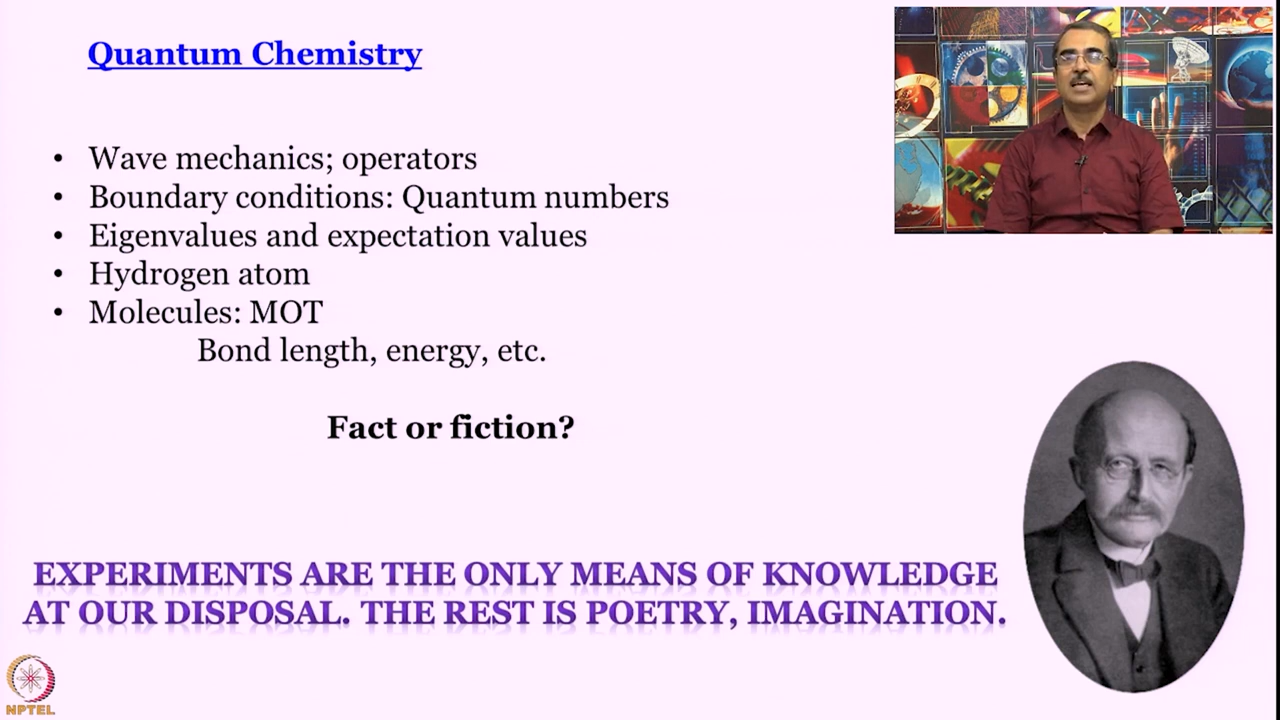 Quantum Chemistry
• Wave mechanics; operators
• Boundary conditions: Quantum numbers
• Eigenvalues and expectation values
• Hydrogen atom
• Molecules: MOT
Bond length, energy, etc.
Fact or fiction?
EXPERIMENTS ARE THE ONLY MEANS OF KNOWLEDGE
AT OUR DISPOSAL. THE REST IS POETRY, IMAGINATION.
NPTEL